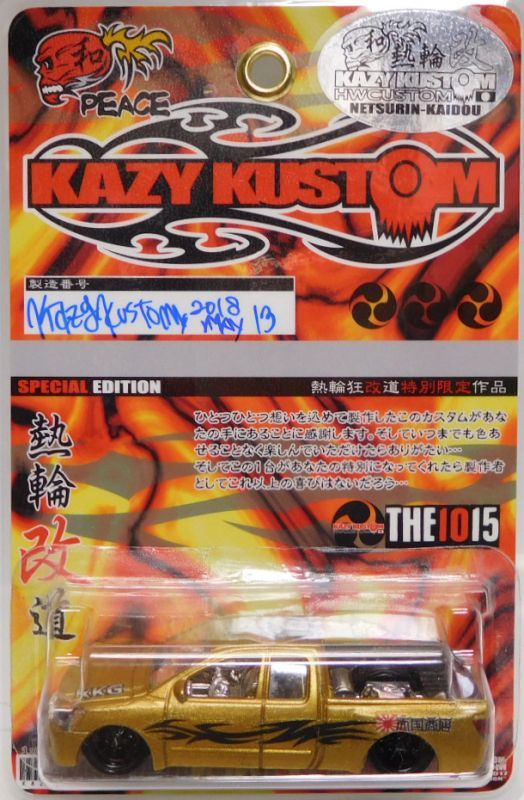 和
PEACE
和 熱輪改
KAZY KUSTOM
HWCUSTOM
NETSURIN-KAIDOU
KAZY KUSTOM
製造番号
Kazy Kustom 2018 MAY 13
SPECIAL EDITION
熱輪狂改道特別限定作品
ひとつひとつ想いを込めて製作したこのカスタムがあな
たの手にあることに感謝します。そしていつまでも色あ
せることなく楽しんでいただけたらありがたい…
そしてこの1台があなたの特別になってくれたら製作者
としてこれ以上の喜びはないだろう…
熱輪改道
KAZY KUSTOM
THE1015
KKG